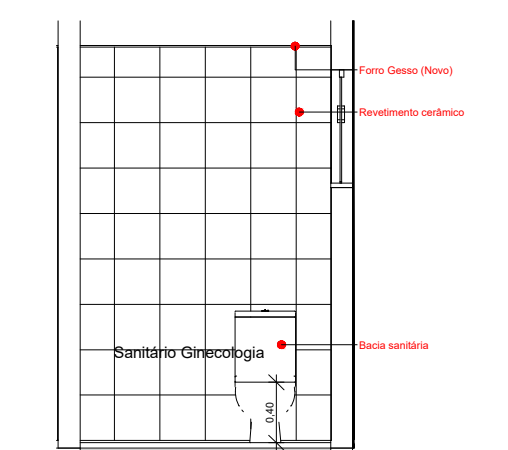 Forro Gesso (Novo)
Revetimento cerâmico
Bacia sanitária
Sanitário Ginecologia
0,40